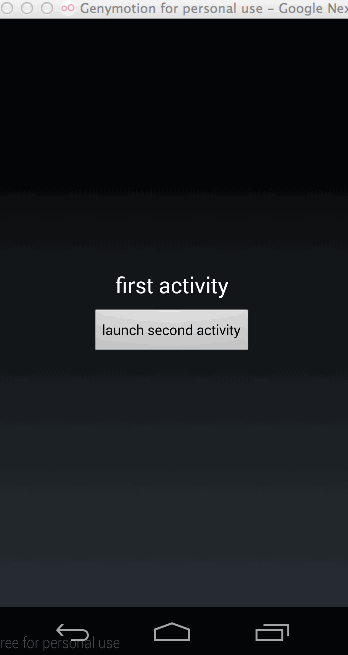 Genymotion for personal use - Google Nex
first activity
launch second activity
ree for personal use